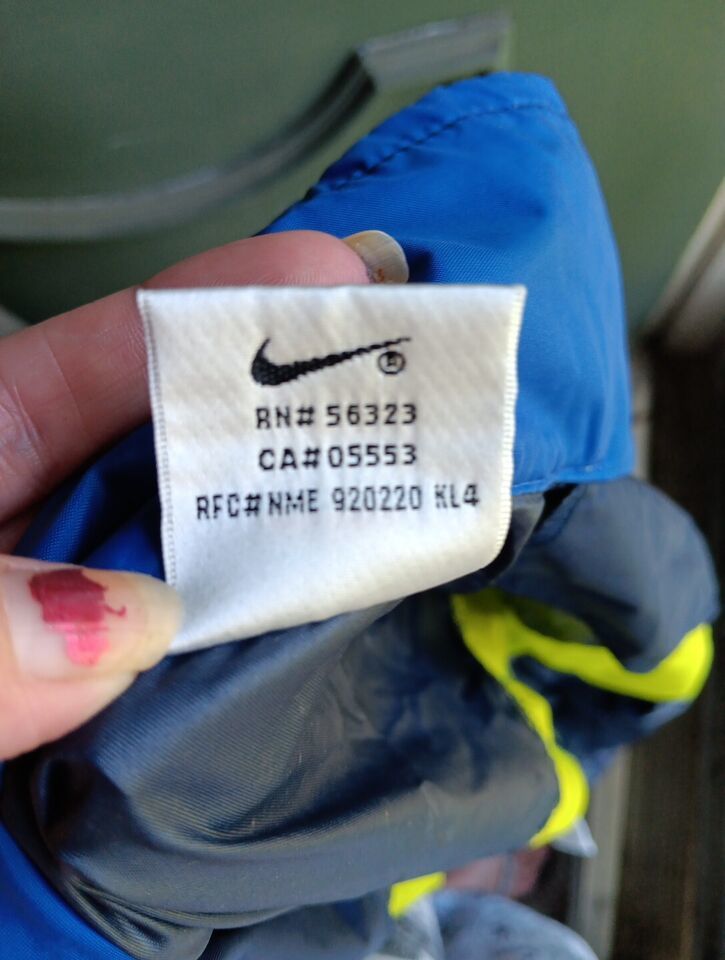 ®
RN# 56323
CA# 05553
RFC# NME 920220 KL4